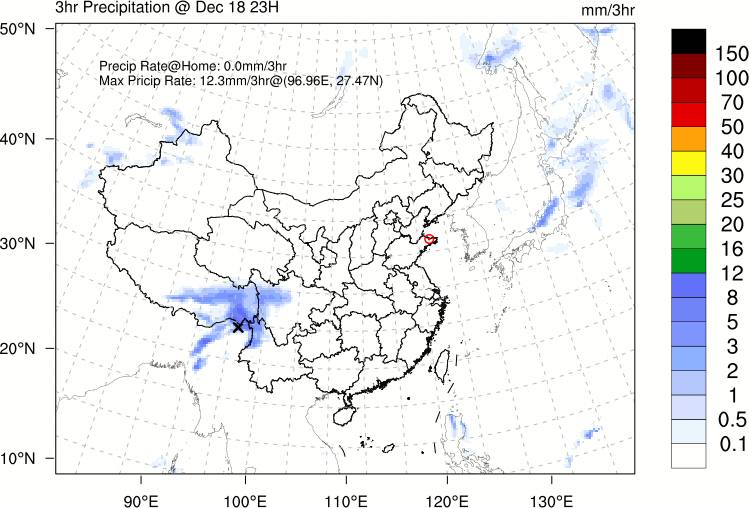 3hr Precipitation @ Dec 18 23H
mm/3hr
Precip Rate@Home: 0.0mm/3hr
Max Pricip Rate: 12.3mm/3hr@(96.96E, 27.47N)
50°N
40°N
30°N
20°N
10°N
90°E
100°E
110°E
120°E
130°E
150
100
70
50
40
30
25
20
16
12
8
5
3
2
1
0.5
0.1